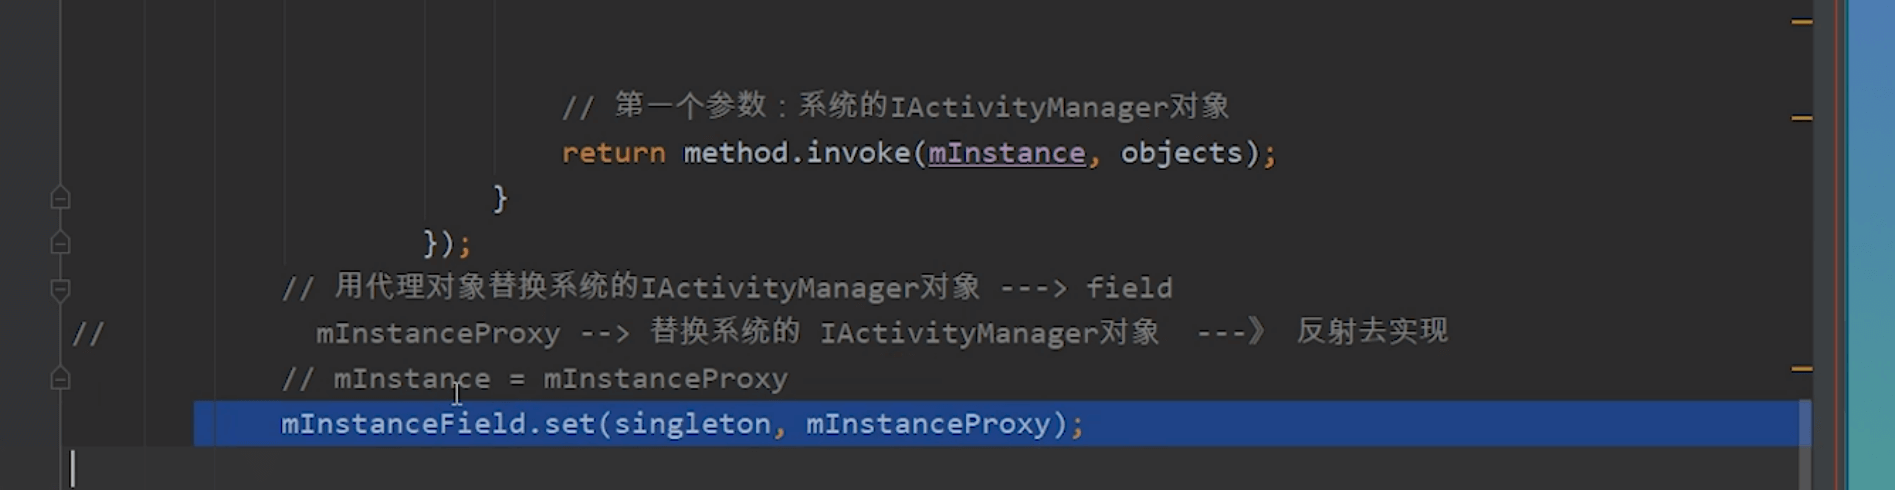 // 第一个参数：系统的IActivityManager对象
return method.invoke(mInstance, objects);
}
});
// 用代理对象替换系统的IActivityManager对象 ---> field
// mInstanceProxy --> 替换系统的 IActivityManager对象 ---》 反射去实现
// mInstance = mInstanceProxy
mInstanceField.set(singleton, mInstanceProxy);